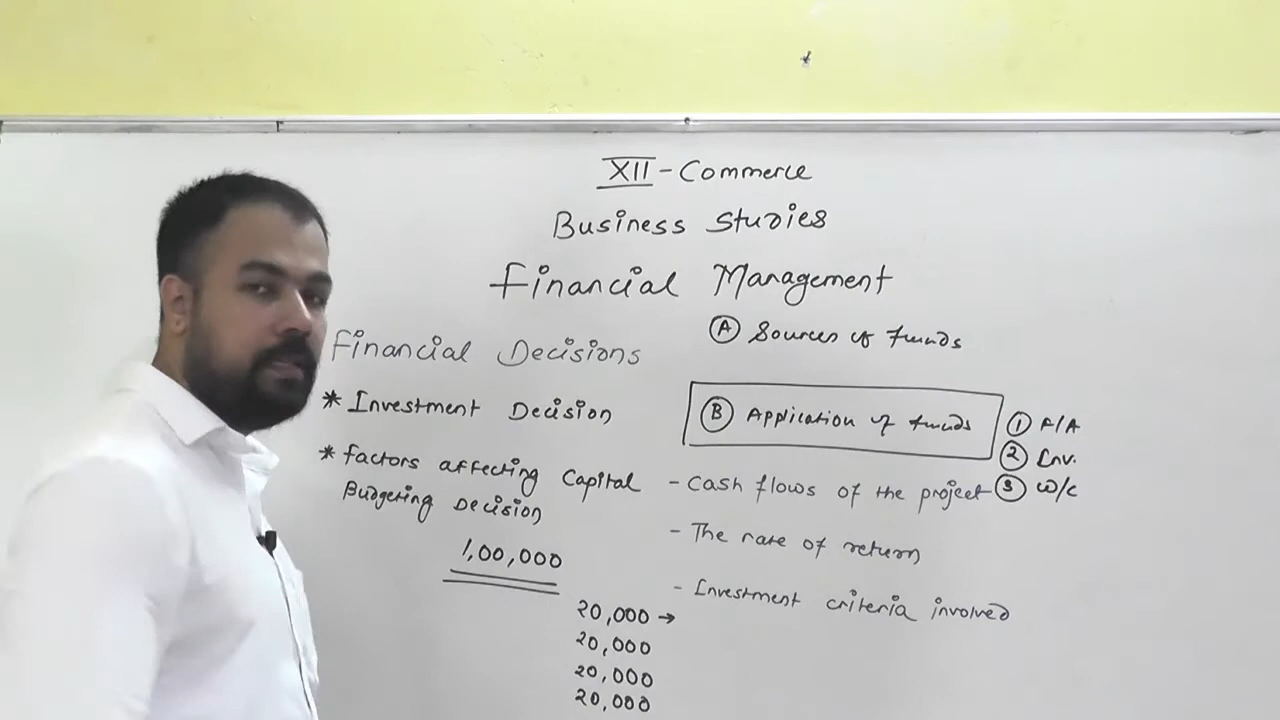 XII - Commerce
Business Studies
Financial Management
Financial Decisions
* Investment Decision
* Factors affecting Capital
Budgeting Decision
1,00,000
20,000 →
20,000
20,000
20,000
(A) Sources of funds
(B) Application of funds
(1) F/A
(2) Inv.
(3) W/C
- Cash flows of the project
- The rate of return
- Investment criteria involved